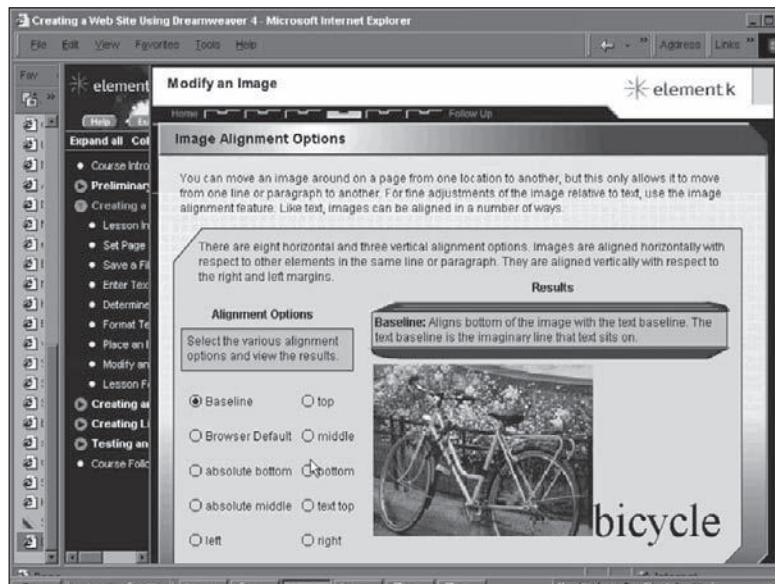 Creating a Web Site Using Dreamweaver 4 - Microsoft Internet Explorer
File Edit View Favorites Tools Help
Address Links
Fav
element
Modify an Image
element k
Help
Home
Follow Up
Expand all Col
Image Alignment Options
Course Intro
Preliminar
Creating a
Lesson In
Set Page
Save a Fil
Enter Tex
Determine
Format Te
Place an I
Modify an
Lesson Fo
Creating an
Creating Li
Testing an
Course Follo
You can move an image around on a page from one location to another, but this only allows it to move
from one line or paragraph to another. For fine adjustments of the image relative to text, use the image
alignment feature. Like text, images can be aligned in a number of ways.
There are eight horizontal and three vertical alignment options. Images are aligned horizontally with
respect to other elements in the same line or paragraph. They are aligned vertically with respect to
the right and left margins.
Results
Alignment Options
Baseline: Aligns bottom of the image with the text baseline. The
text baseline is the imaginary line that text sits on.
Select the various alignment
options and view the results.
Baseline top
Browser Default middle
absolute bottom bottom
absolute middle text top
left right
bicycle